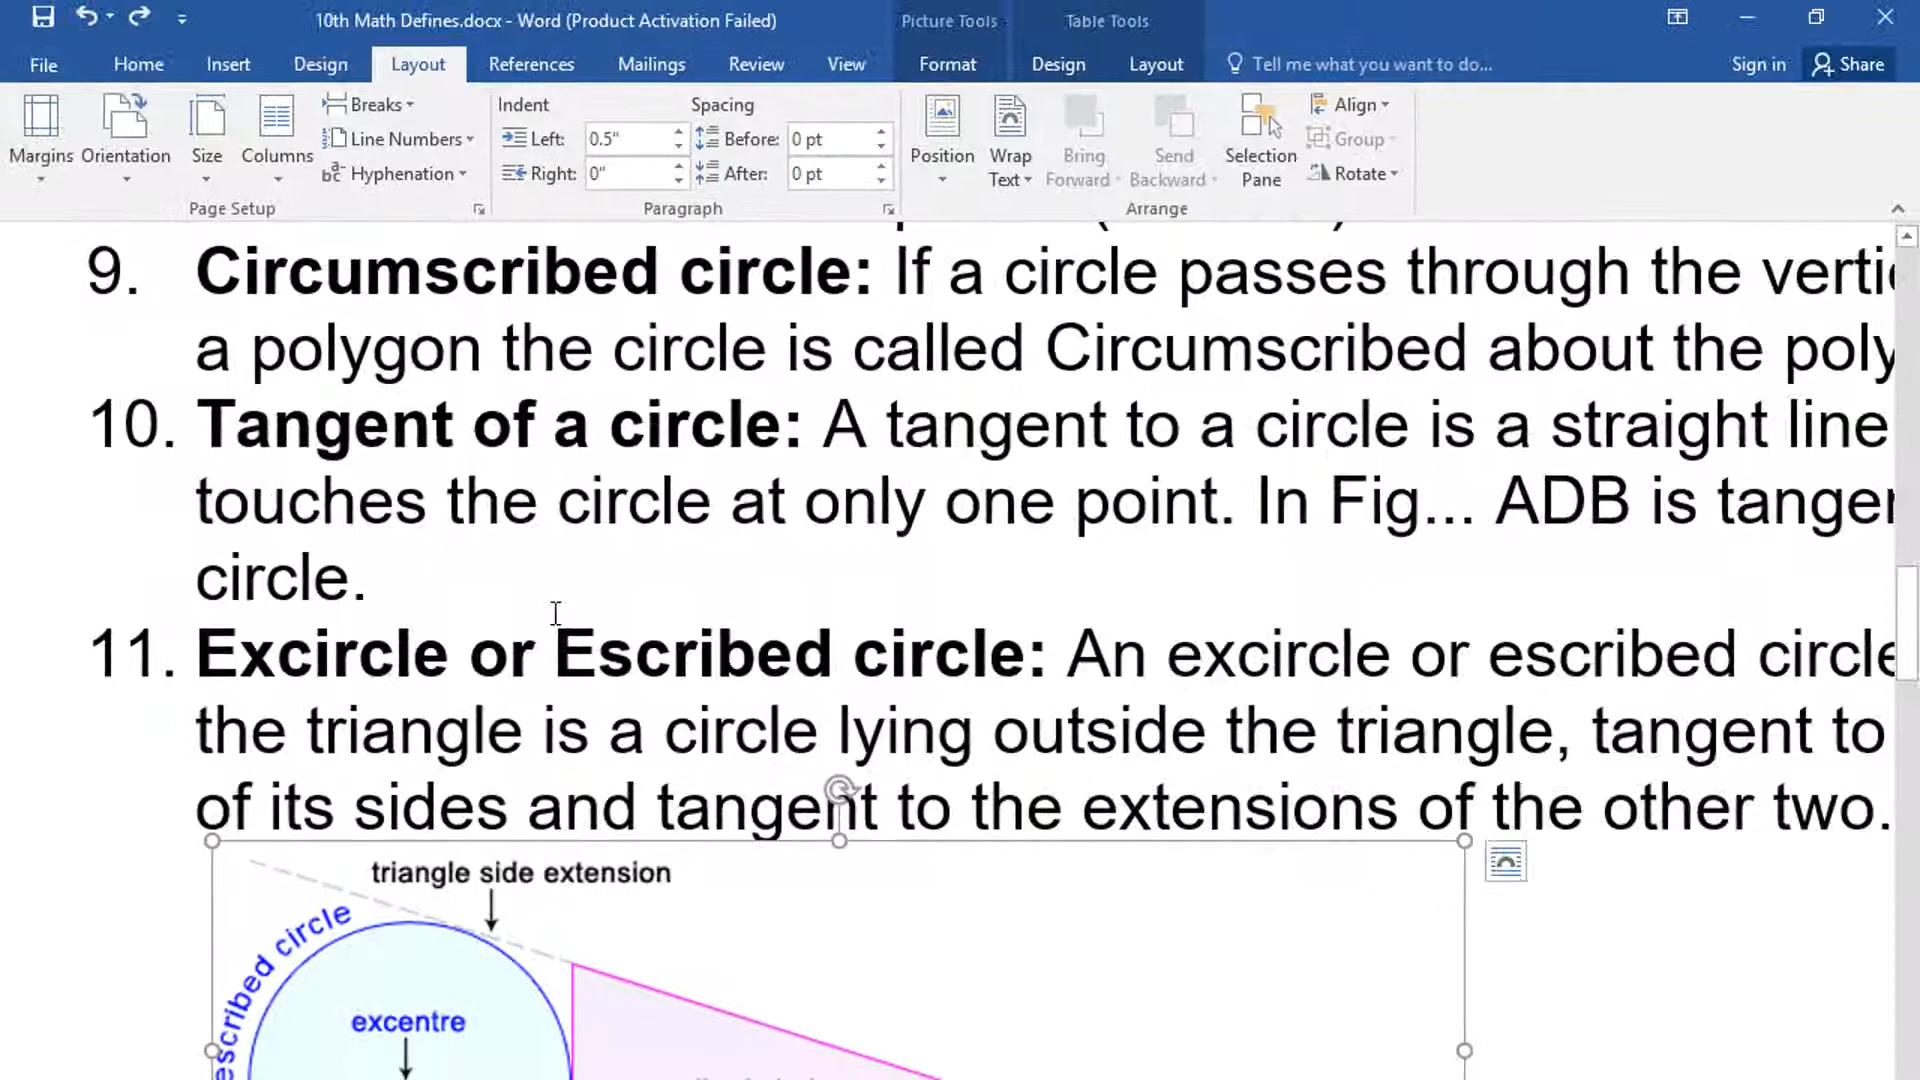 10th Math Defines.docx - Word (Product Activation Failed)
Picture Tools
Table Tools
File
Home
Insert
Design
Layout
References
Mailings
Review
View
Format
Design
Layout
Tell me what you want to do...
Sign in
Share
Margins
Orientation
Size
Columns
Breaks
Line Numbers
Hyphenation
Page Setup
Indent
Left: 0.5"
Right: 0"
Spacing
Before: 0 pt
After: 0 pt
Paragraph
Position
Wrap
Text
Bring
Forward
Send
Backward
Selection
Pane
Align
Group
Rotate
Arrange
9. Circumscribed circle: If a circle passes through the
a polygon the circle is called Circumscribed about the
10. Tangent of a circle: A tangent to a circle is a straight line
touches the circle at only one point. In Fig... ADB is
circle.
11. Excircle or Escribed circle: An excircle or escribed circle
the triangle is a circle lying outside the triangle, tangent to
of its sides and tangent to the extensions of the other two.
triangle side extension
escribed circle
excentre